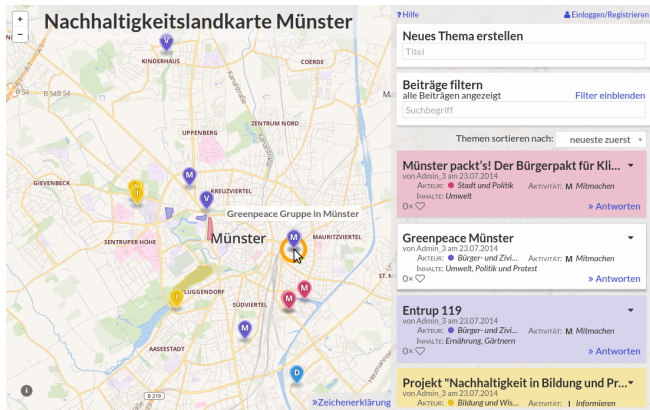 Nachhaltigkeitslandkarte Münster
+
−
V
KINDERHAUS
COERDE
B 54 B 54
Kanalstraße
ZENTRUM NORD
UPPENBERG
M
GIEVENBECK
KREUZVIERTEL
V
Greenpeace Gruppe in Münster
M
Münster
MAURITZVIERTEL
SENTRUPER HÖHE
LUGGENDORF
M
M
SÜDVIERTEL
M
AASEESTADT
D
B 219
i
»Zeichenerklärung
? Hilfe
Einloggen/Registrieren
Neues Thema erstellen
Titel
Beiträge filtern
alle Beiträgen angezeigt
Filter einblenden
Suchbegriff
Themen sortieren nach: neueste zuerst
Münster packt's! Der Bürgerpakt für Kli...
von Admin_3 am 23.07.2014
AKTEUR: Stadt und Politik AKTIVITÄT: M Mitmachen
INHALTE: Umwelt
0×
» Antworten
Greenpeace Münster
von Admin_3 am 23.07.2014
AKTEUR: Bürger- und Zivi... AKTIVITÄT: M Mitmachen
INHALTE: Umwelt, Politik und Protest
0×
» Antworten
Entrup 119
von Admin_3 am 23.07.2014
AKTEUR: Bürger- und Zivi... AKTIVITÄT: M Mitmachen
INHALTE: Ernährung, Gärtnern
0×
» Antworten
Projekt "Nachhaltigkeit in Bildung und Pr...
von Admin_3 am 23.07.2014
AKTEUR: Bildung und Wis... AKTIVITÄT: I Informieren